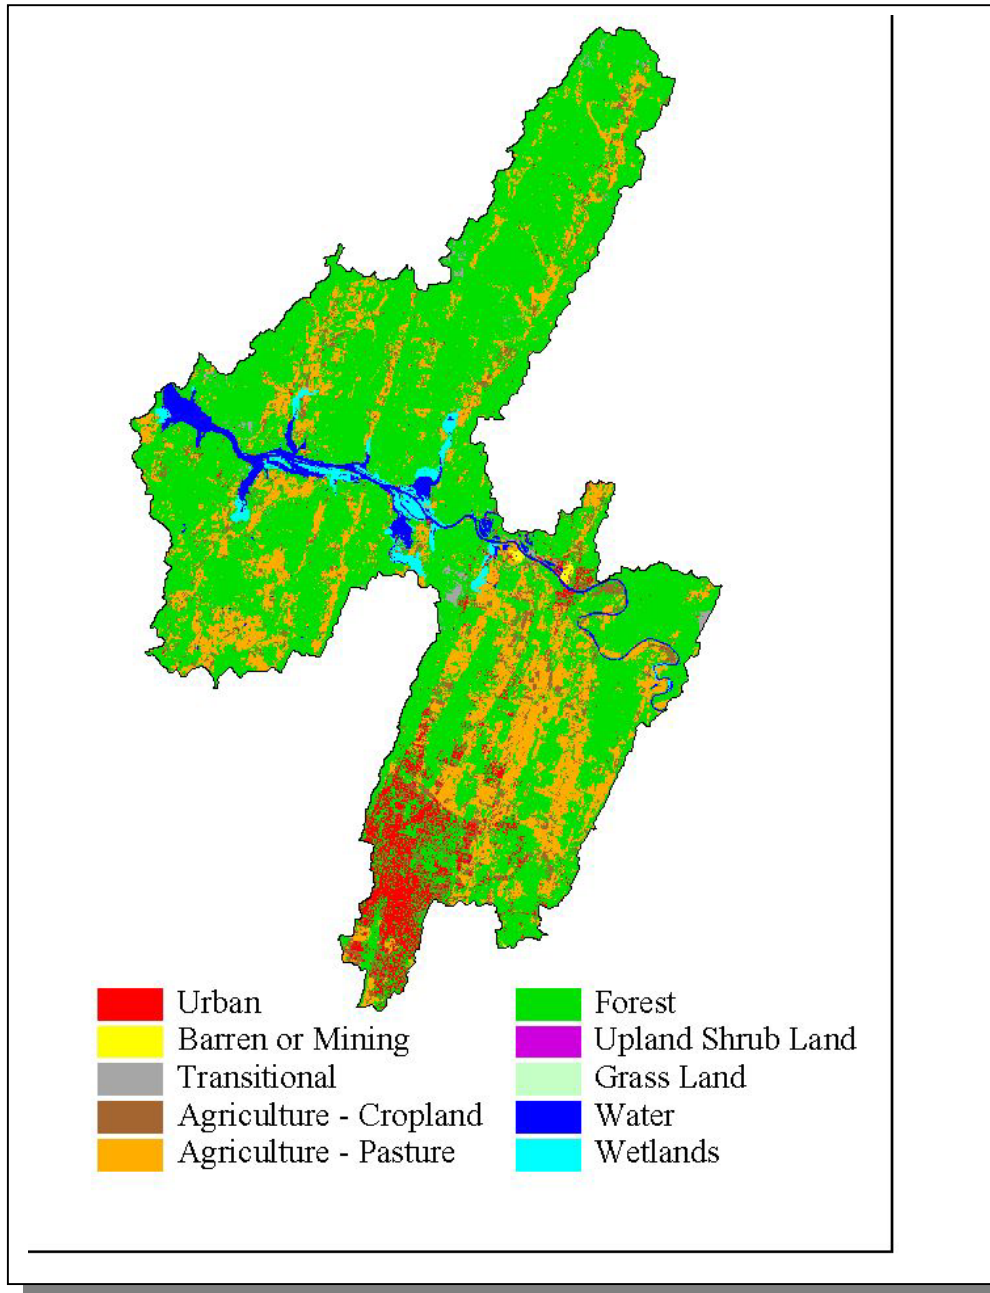 Urban
Barren or Mining
Transitional
Agriculture - Cropland
Agriculture - Pasture
Forest
Upland Shrub Land
Grass Land
Water
Wetlands